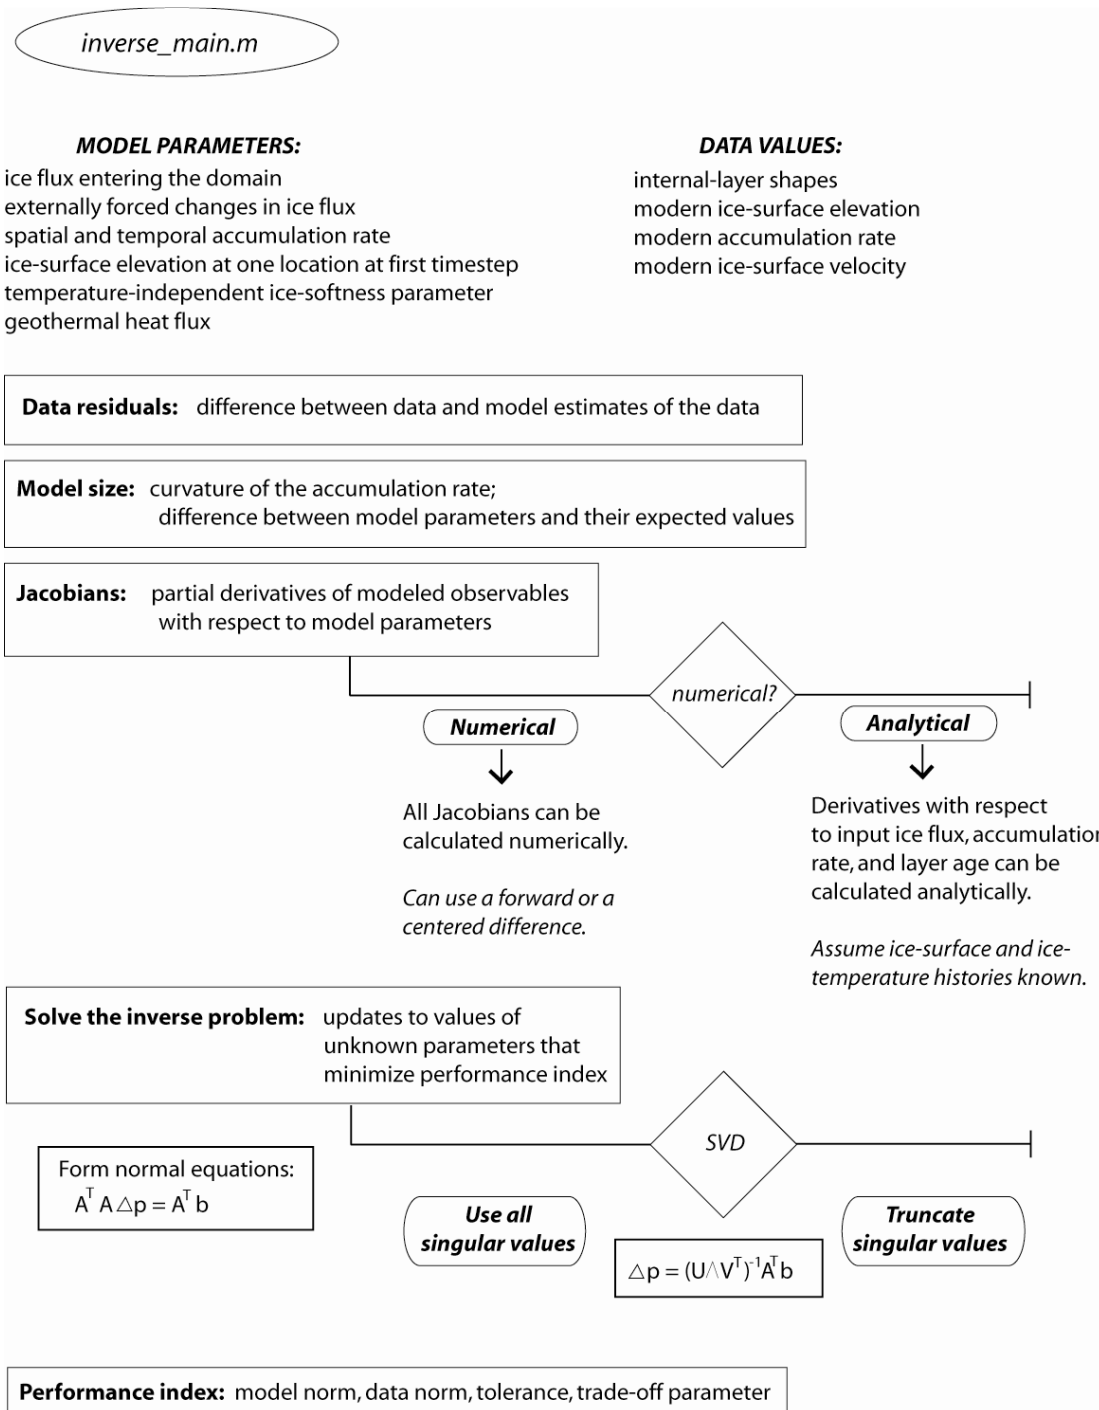 inverse_main.m
MODEL PARAMETERS:
ice flux entering the domain
externally forced changes in ice flux
spatial and temporal accumulation rate
ice-surface elevation at one location at first timestep
temperature-independent ice-softness parameter
geothermal heat flux
DATA VALUES:
internal-layer shapes
modern ice-surface elevation
modern accumulation rate
modern ice-surface velocity
Data residuals: difference between data and model estimates of the data
Model size: curvature of the accumulation rate;
difference between model parameters and their expected values
Jacobians: partial derivatives of modeled observables
with respect to model parameters
numerical?
Numerical
All Jacobians can be
calculated numerically.
Can use a forward or a
centered difference.
Analytical
Derivatives with respect
to input ice flux, accumulation
rate, and layer age can be
calculated analytically.
Assume ice-surface and ice-
temperature histories known.
Solve the inverse problem: updates to values of
unknown parameters that
minimize performance index
SVD
Form normal equations:
Aᵀ A △p = Aᵀ b
Use all
singular values
△p = (U∧Vᵀ)⁻¹Aᵀb
Truncate
singular values
Performance index: model norm, data norm, tolerance, trade-off parameter